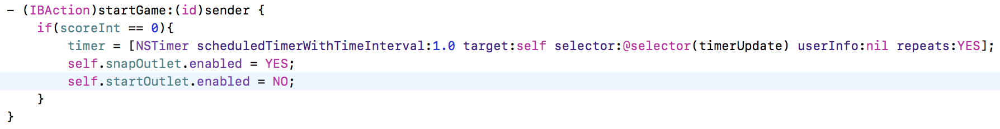 - (IBAction)startGame:(id)sender {
    if(scoreInt == 0){
        timer = [NSTimer scheduledTimerWithTimeInterval:1.0 target:self selector:@selector(timerUpdate) userInfo:nil repeats:YES];
        self.snapOutlet.enabled = YES;
        self.startOutlet.enabled = NO;
    }
}